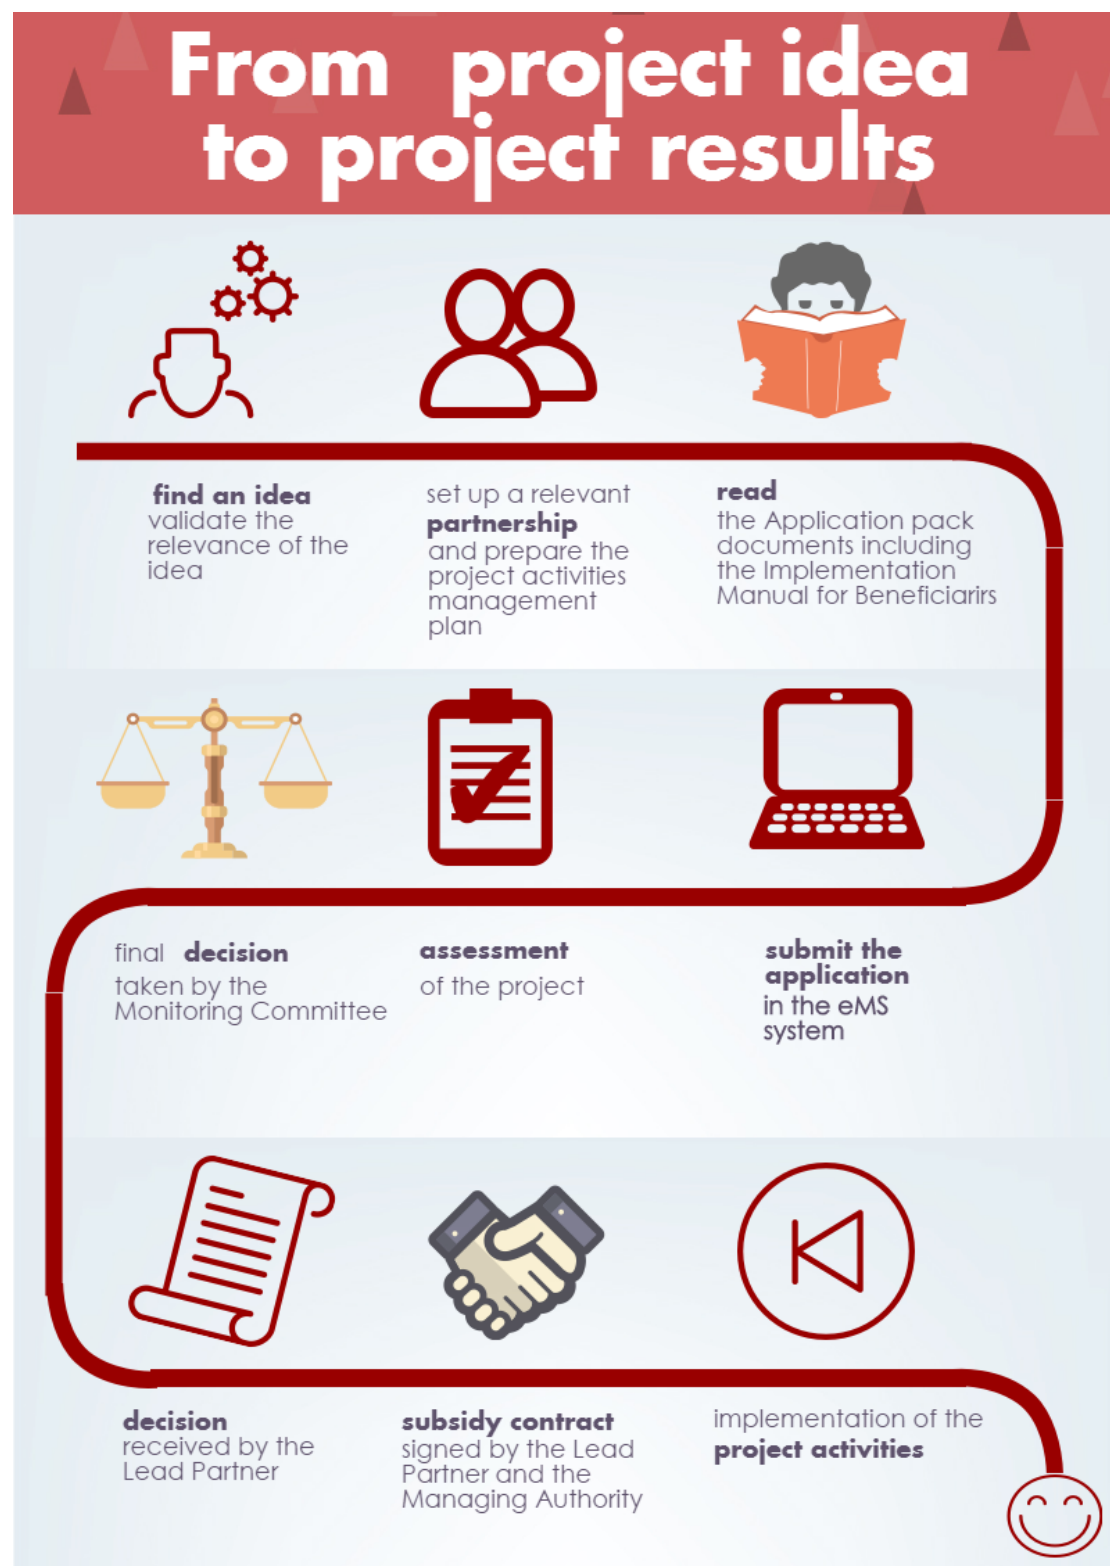 From project idea
to project results
find an idea
validate the
relevance of the
idea
set up a relevant
partnership
and prepare the
project activities
management
plan
read
the Application pack
documents including
the Implementation
Manual for Beneficiarirs
submit the
application
in the eMS
system
assessment
of the project
final decision
taken by the
Monitoring Committee
decision
received by the
Lead Partner
subsidy contract
signed by the Lead
Partner and the
Managing Authority
implementation of the
project activities